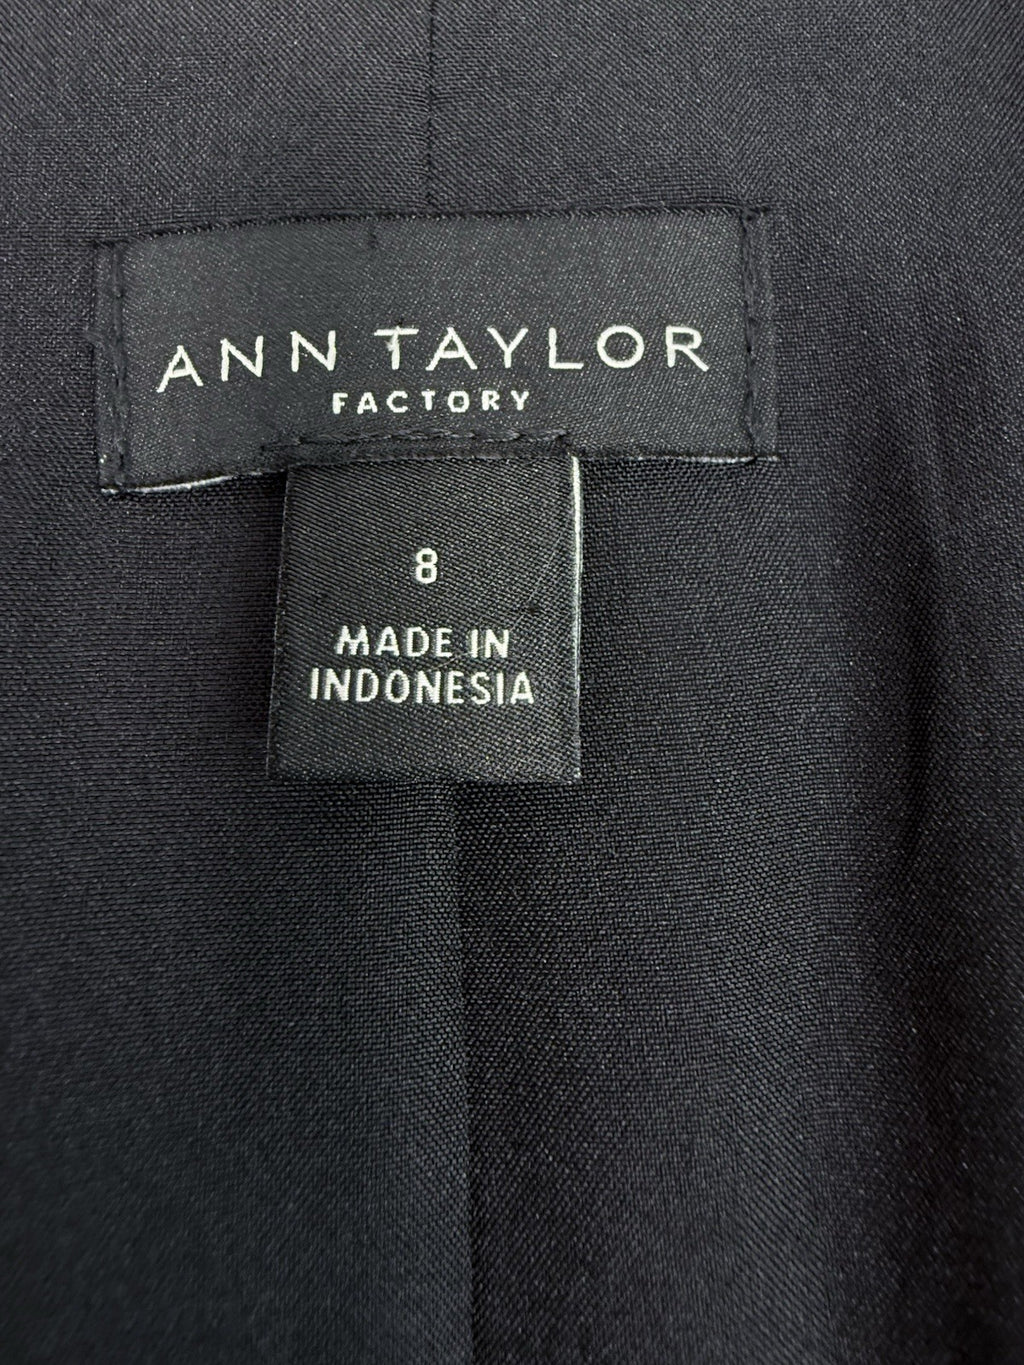 ANN TAYLOR
FACTORY
8
MADE IN
INDONESIA